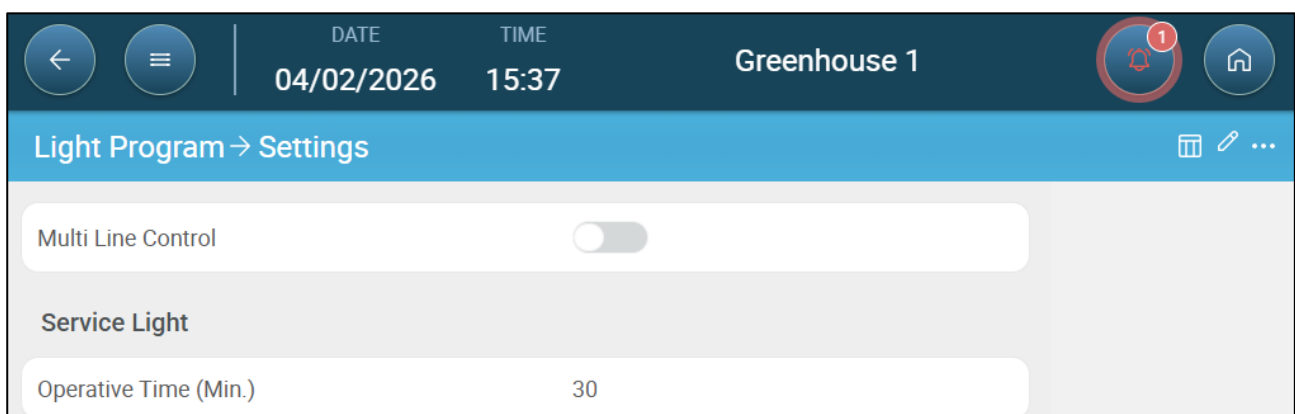 DATE TIME
04/02/2026 15:37 Greenhouse 1 1
Light Program → Settings
Multi Line Control
Service Light
Operative Time (Min.) 30